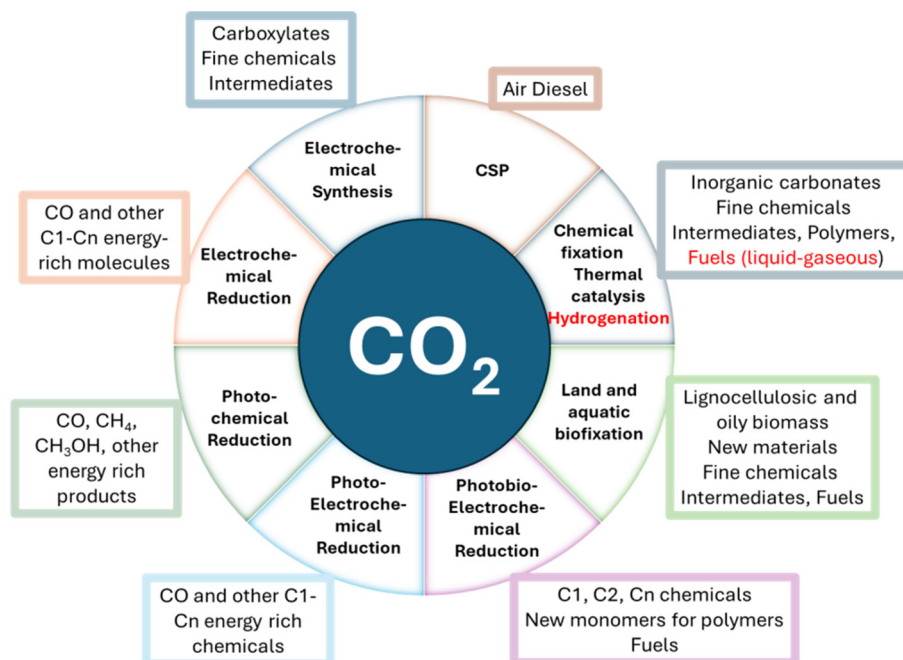 Carboxylates
Fine chemicals
Intermediates
Air Diesel
Electroche-
mical
Synthesis
CSP
Inorganic carbonates
Fine chemicals
Intermediates, Polymers,
Fuels (liquid-gaseous)
CO and other
C1-Cn energy-
rich molecules
Electroche-
mical
Reduction
Chemical
fixation
Thermal
catalysis
Hydrogenation
CO₂
Photo-
chemical
Reduction
Land and
aquatic
biofixation
CO, CH₄,
CH₃OH, other
energy rich
products
Lignocellulosic and
oily biomass
New materials
Fine chemicals
Intermediates, Fuels
Photo-
Electroche-
mical
Reduction
Photobio-
Electroche-
mical
Reduction
CO and other C1-
Cn energy rich
chemicals
C1, C2, Cn chemicals
New monomers for polymers
Fuels